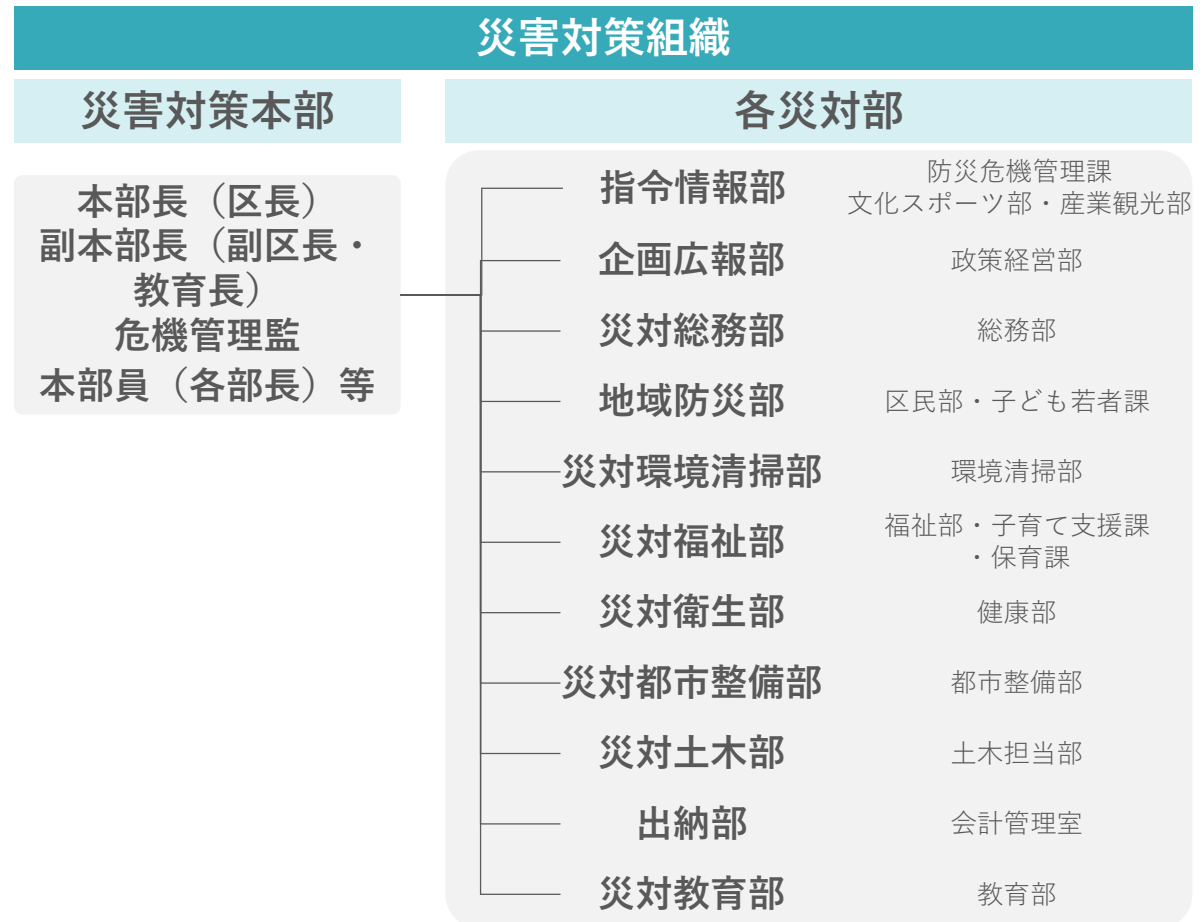 災害対策組織
災害対策本部
各災対部
本部長（区長）
副本部長（副区長・
教育長）
危機管理監
本部員（各部長）等
指令情報部
防災危機管理課
文化スポーツ部・産業観光部
企画広報部
政策経営部
災対総務部
総務部
地域防災部
区民部・子ども若者課
災対環境清掃部
環境清掃部
災対福祉部
福祉部・子育て支援課
・保育課
災対衛生部
健康部
災対都市整備部
都市整備部
災対土木部
土木担当部
出納部
会計管理室
災対教育部
教育部